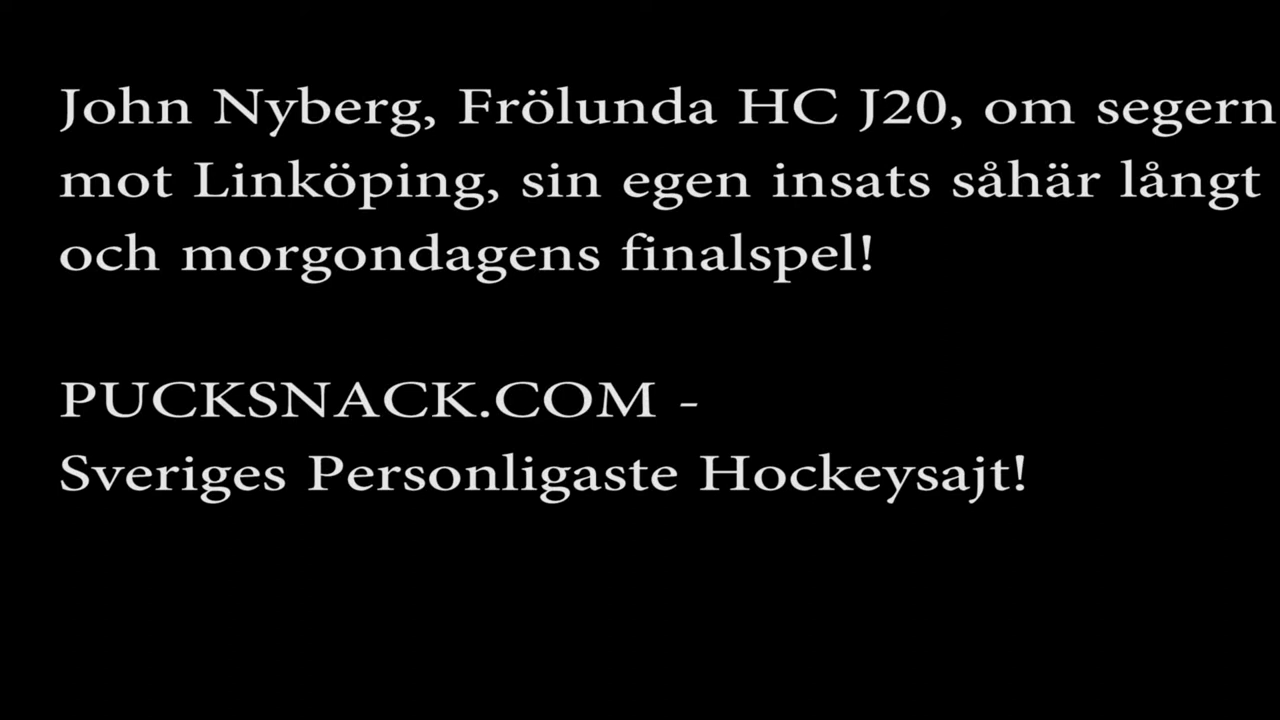 John Nyberg, Frölunda HC J20, om segern
mot Linköping, sin egen insats såhär långt
och morgondagens finalspel!
PUCKSNACK.COM -
Sveriges Personligaste Hockeysajt!